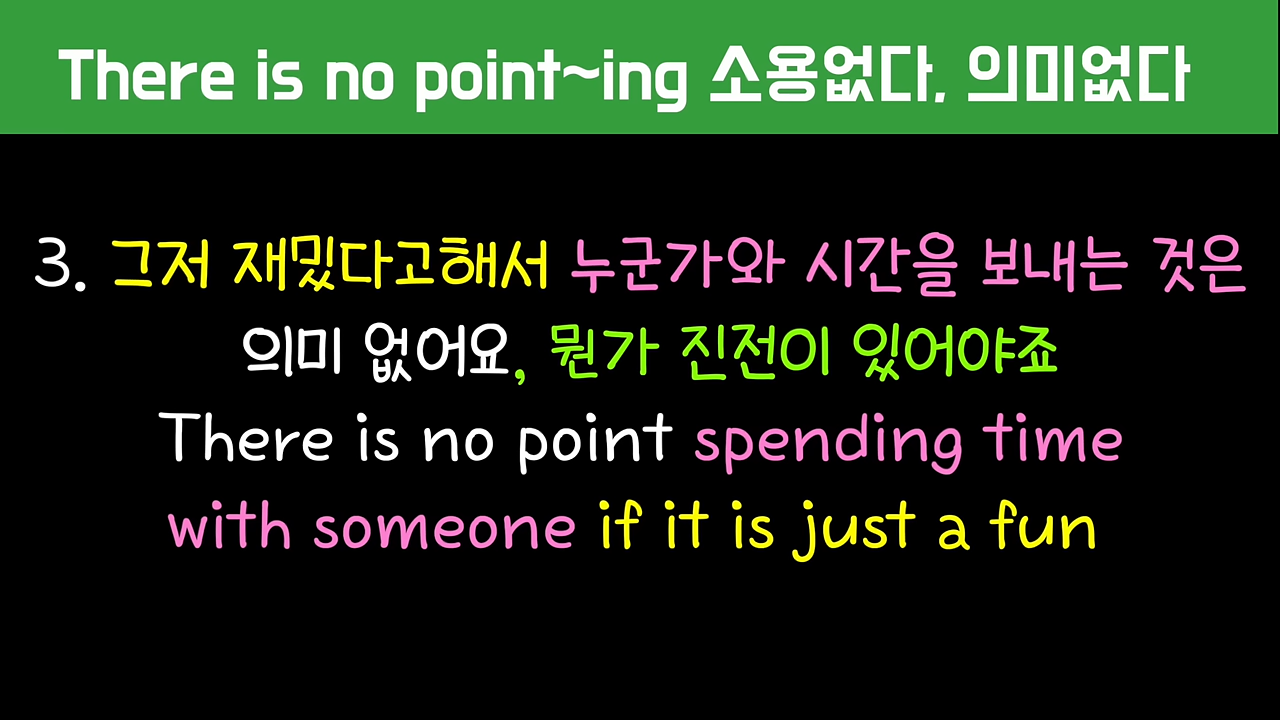 There is no point~ing 소용없다, 의미없다
3. 그저 재밌다고해서 누군가와 시간을 보내는 것은
의미 없어요, 뭔가 진전이 있어야죠
There is no point spending time
with someone if it is just a fun